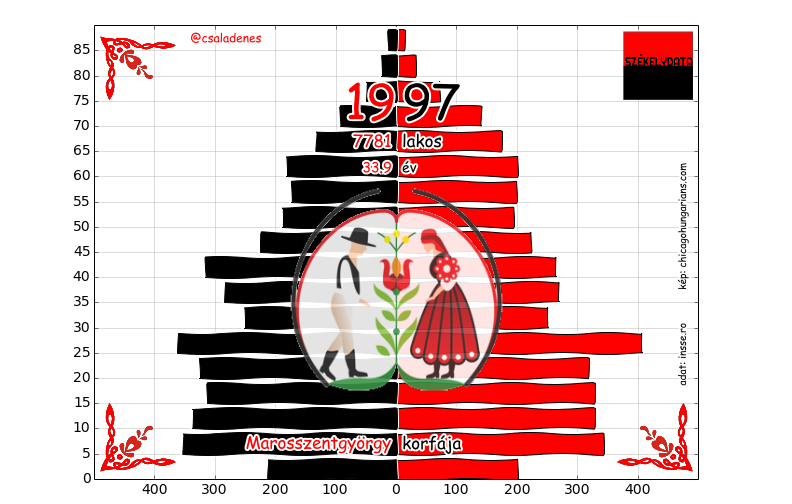 @csaladenes
SZÉKELYDATA
1997
7781 lakos
33.9 év
kép: chicagohungarians.com
adat: insse.ro
Marosszentgyörgy korfája
85
80
75
70
65
60
55
50
45
40
35
30
25
20
15
10
5
0
400 300 200 100 0 100 200 300 400